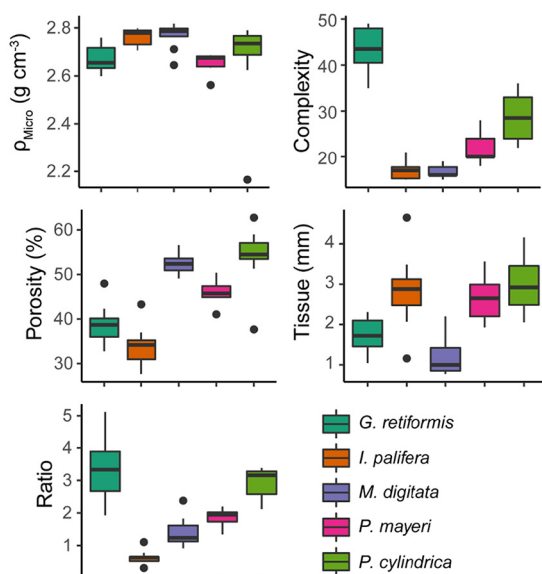 ρMicro (g cm⁻³)
2.8
2.6
2.4
2.2
Complexity
50
40
30
20
Porosity (%)
60
50
40
30
Tissue (mm)
4
3
2
1
Ratio
5
4
3
2
1
G. retiformis
I. palifera
M. digitata
P. mayeri
P. cylindrica